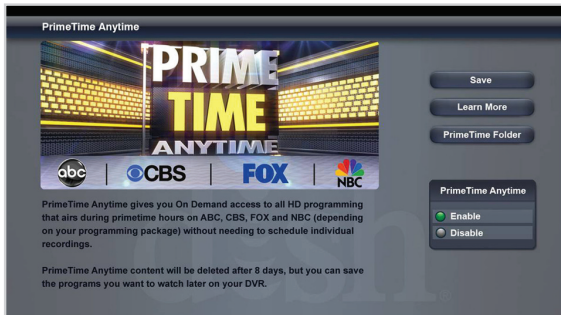 PrimeTime Anytime
PRIME
TIME
ANYTIME
abc CBS FOX NBC
PrimeTime Anytime gives you On Demand access to all HD programming
that airs during primetime hours on ABC, CBS, FOX and NBC (depending
on your programming package) without needing to schedule individual
recordings.
PrimeTime Anytime content will be deleted after 8 days, but you can save
the programs you want to watch later on your DVR.
dish
Save
Learn More
PrimeTime Folder
PrimeTime Anytime
Enable
Disable